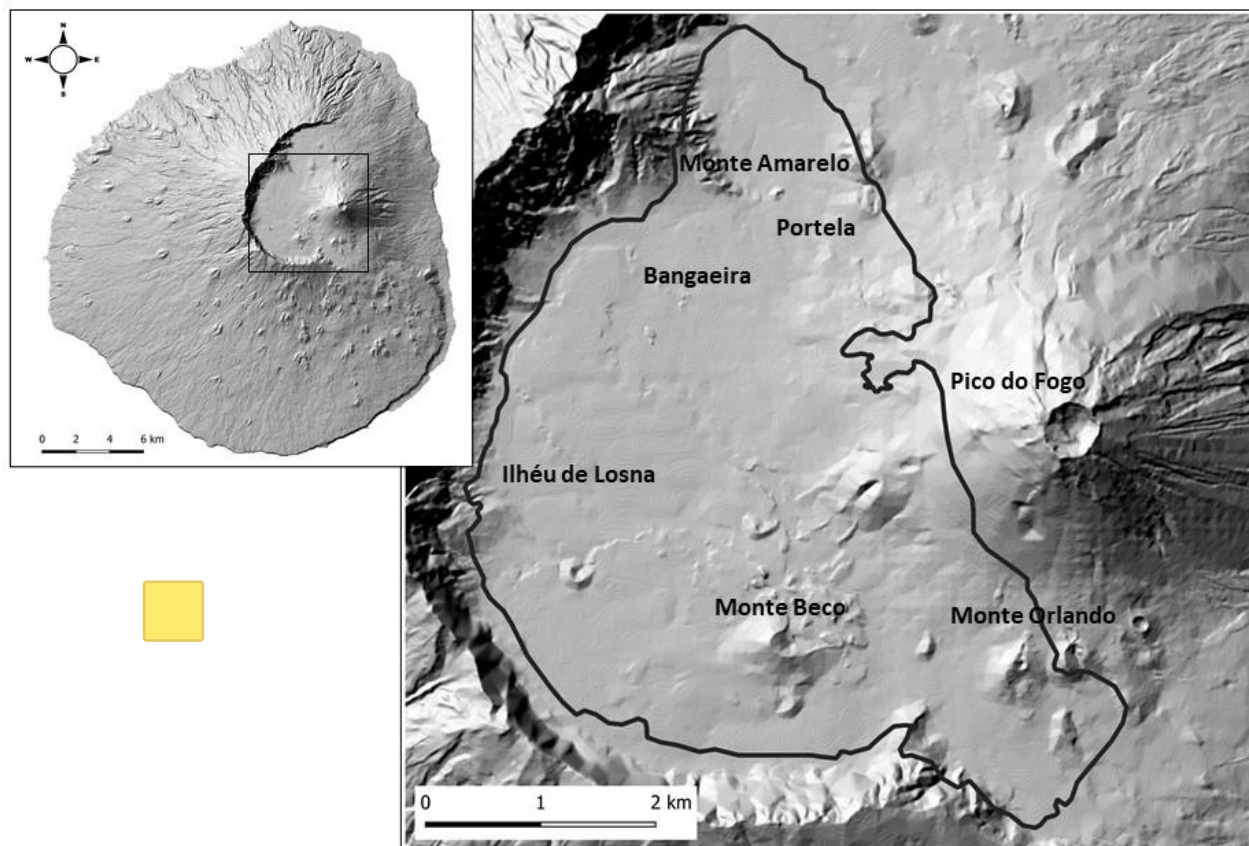 N
W E
S
0 2 4 6 km
Monte Amarelo
Portela
Bangaeira
Pico do Fogo
Ilhéu de Losna
Monte Beco
Monte Orlando
0 1 2 km